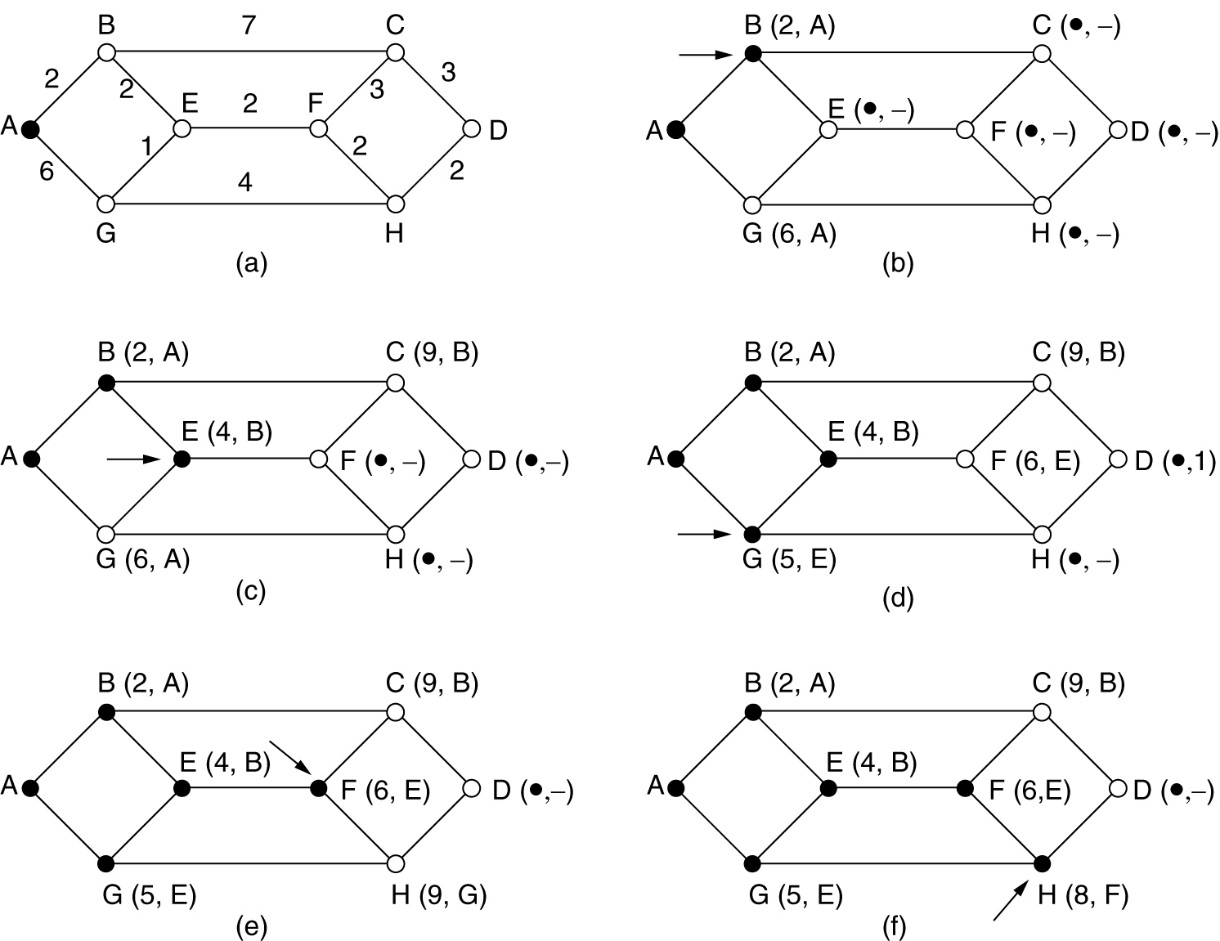 B 7 C
2 2 3 3
A E 2 F D
6 1 2 2
4
G H
(a)
B (2, A) C (●, –)
A E (●, –) F (●, –) D (●, –)
G (6, A) H (●, –)
(b)
B (2, A) C (9, B)
E (4, B)
A F (●, –) D (●,–)
G (6, A) H (●, –)
(c)
B (2, A) C (9, B)
E (4, B)
A F (6, E) D (●,1)
G (5, E) H (●, –)
(d)
B (2, A) C (9, B)
E (4, B)
A F (6, E) D (●,–)
G (5, E) H (9, G)
(e)
B (2, A) C (9, B)
E (4, B)
A F (6,E) D (●,–)
G (5, E) H (8, F)
(f)